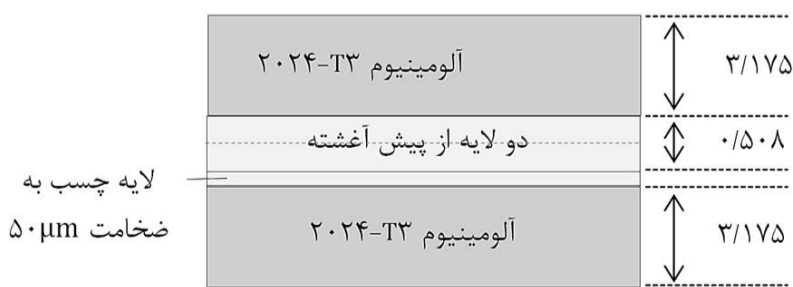 آلومینیوم ۲۰۲۴-T۳
۳/۱۷۵
دو لایه از پیش آغشته
۰/۵۰۸
لایه چسب به
ضخامت ۵۰µm
آلومینیوم ۲۰۲۴-T۳
۳/۱۷۵